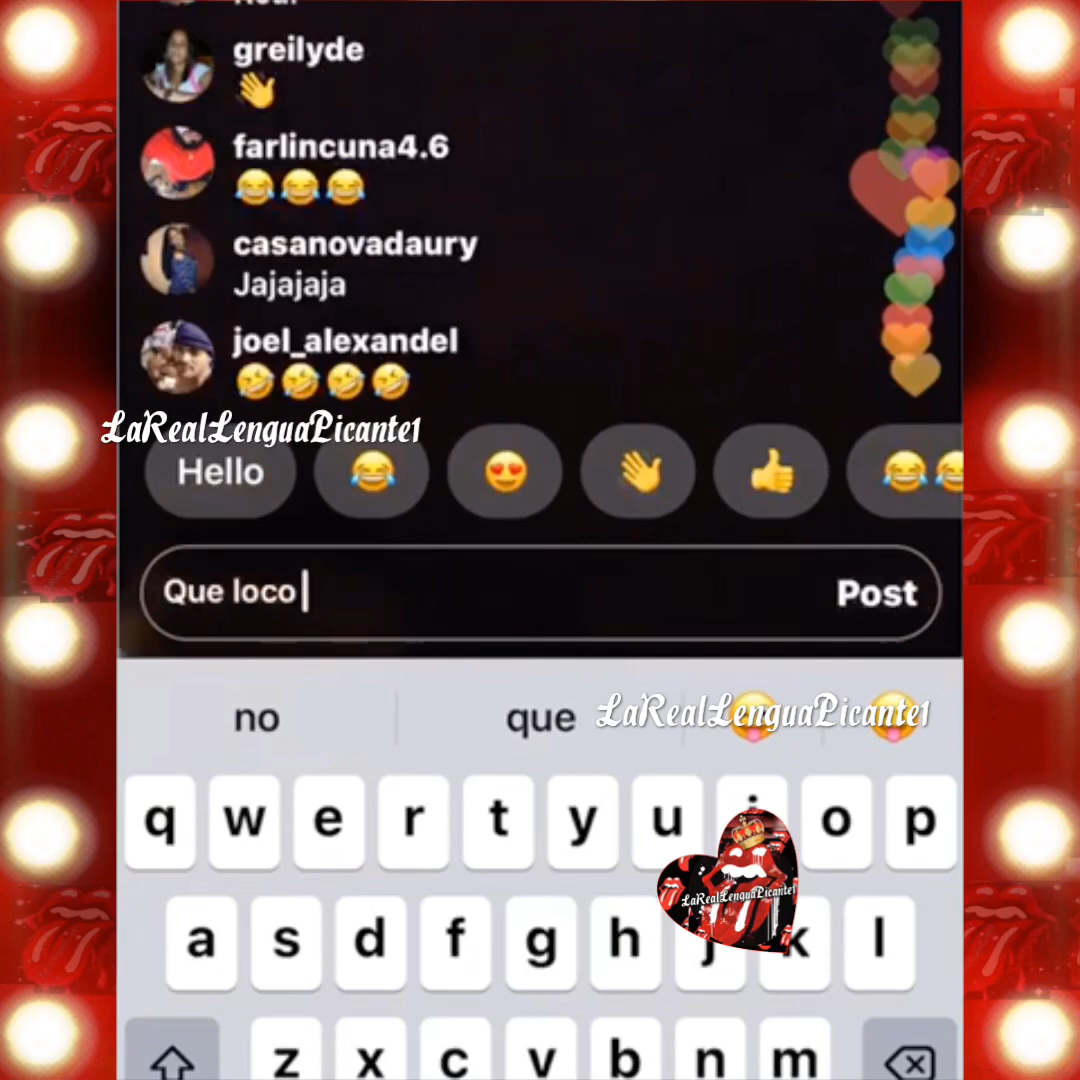 greilyde
👋
farlincuna4.6
😂😂😂
casanovadaury
Jajajaja
joel_alexandel
🤣🤣🤣🤣
LaRealLenguaPicante1
Hello 😂 😍 👋 👍 😂😂
Que loco
Post
no que 😛 😛
LaRealLenguaPicante1
q w e r t y u i o p
LaRealLenguaPicante1
a s d f g h j k l
z x c v b n m